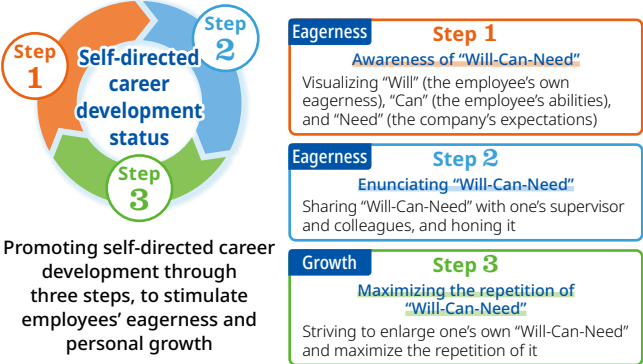 Step
1
Step
2
Self-directed
career
development
status
Step
3
Promoting self-directed career
development through
three steps, to stimulate
employees’ eagerness and
personal growth
Eagerness
Step 1
Awareness of “Will-Can-Need”
Visualizing “Will” (the employee’s own
eagerness), “Can” (the employee’s abilities),
and “Need” (the company’s expectations)
Eagerness
Step 2
Enunciating “Will-Can-Need”
Sharing “Will-Can-Need” with one’s supervisor
and colleagues, and honing it
Growth
Step 3
Maximizing the repetition of
“Will-Can-Need”
Striving to enlarge one’s own “Will-Can-Need”
and maximize the repetition of it